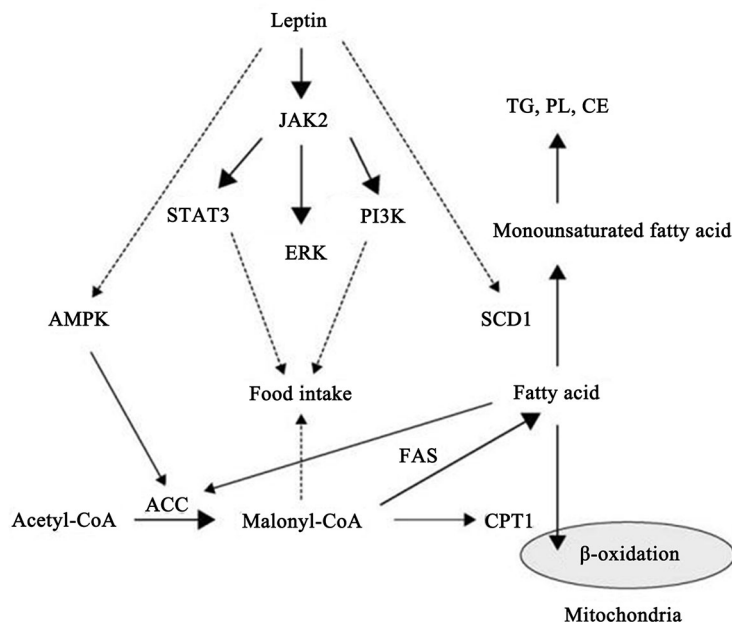 Leptin
TG, PL, CE
JAK2
STAT3
PI3K
Monounsaturated fatty acid
ERK
AMPK
SCD1
Food intake
Fatty acid
FAS
ACC
Acetyl-CoA
Malonyl-CoA
CPT1
β-oxidation
Mitochondria